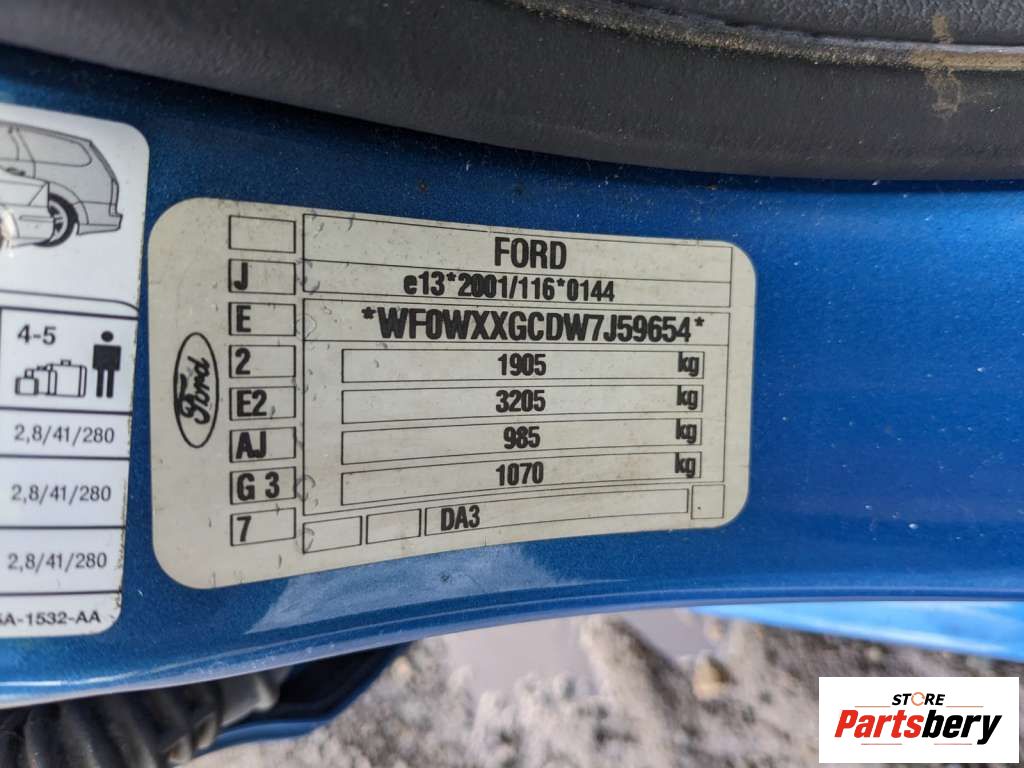 4-5
2,8/41/280
2,8/41/280
2,8/41/280
A-1532-AA
Ford
FORD
J e13*2001/116*0144
E *WF0WXXGCDW7J59654*
2 1905 kg
E2 3205 kg
AJ 985 kg
G 3 1070 kg
7 DA3
STORE
Partsbery